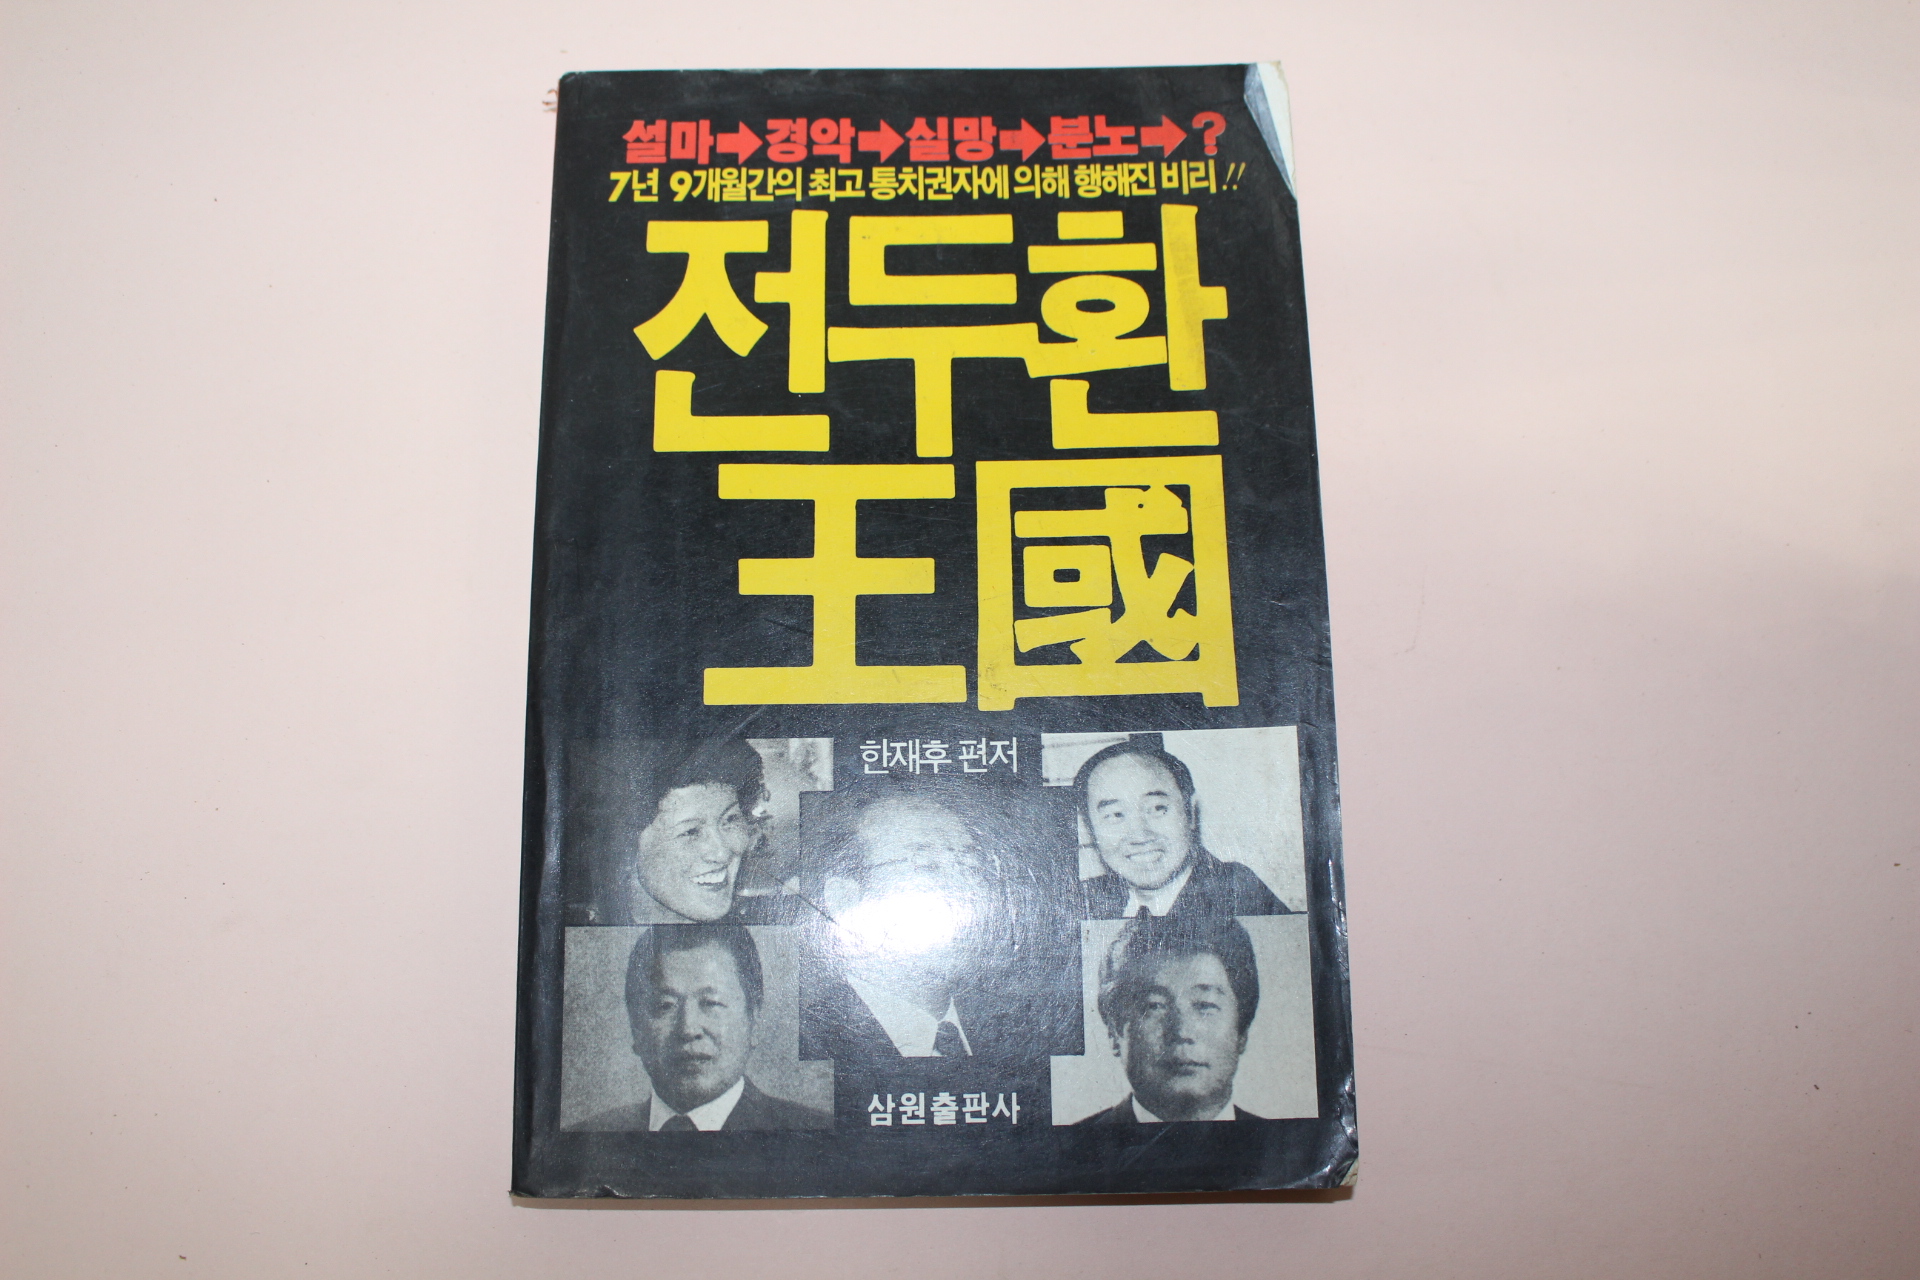 설마➡경악➡실망➡분노➡?
7년 9개월간의 최고 통치권자에 의해 행해진 비리!!
전두환
王國
한재후 편저
삼원출판사